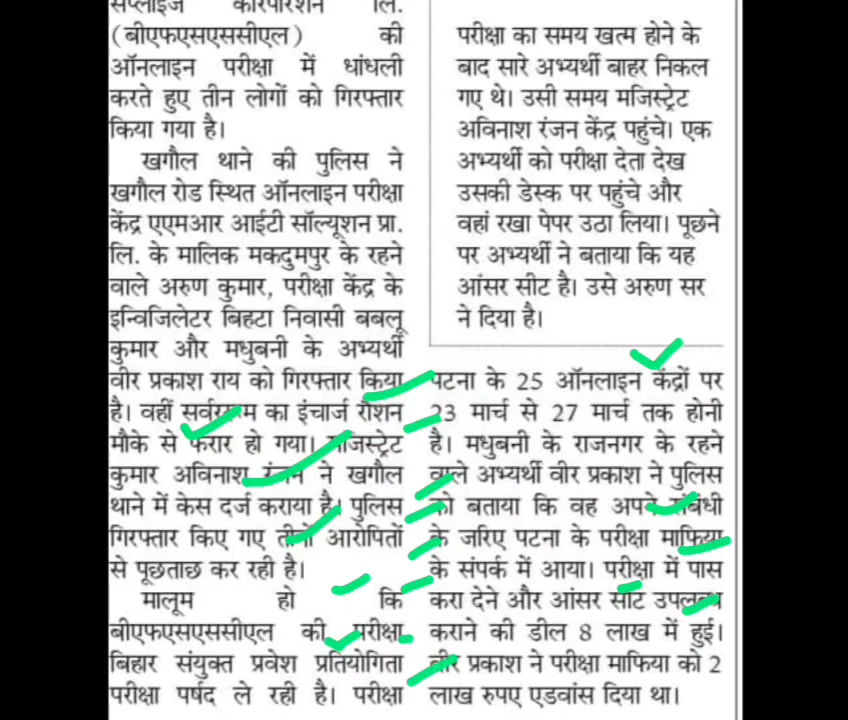 सप्लाइज कारपोरेशन लि.
(बीएफएसएससीएल) की
ऑनलाइन परीक्षा में धांधली
करते हुए तीन लोगों को गिरफ्तार
किया गया है।
खगौल थाने की पुलिस ने
खगौल रोड स्थित ऑनलाइन परीक्षा
केंद्र एएमआर आईटी सॉल्यूशन प्रा.
लि. के मालिक मकदुमपुर के रहने
वाले अरुण कुमार, परीक्षा केंद्र के
इन्विजिलेटर बिहटा निवासी बबलू
कुमार और मधुबनी के अभ्यर्थी
वीर प्रकाश राय को गिरफ्तार किया
है। वहीं सर्वररूम का इंचार्ज रौशन
मौके से फरार हो गया। मजिस्ट्रेट
कुमार अविनाश रंजन ने खगौल
थाने में केस दर्ज कराया है। पुलिस
गिरफ्तार किए गए तीनों आरोपितों
से पूछताछ कर रही है।
मालूम हो कि
बीएफएसएससीएल की परीक्षा
बिहार संयुक्त प्रवेश प्रतियोगिता
परीक्षा पर्षद ले रही है। परीक्षा
परीक्षा का समय खत्म होने के
बाद सारे अभ्यर्थी बाहर निकल
गए थे। उसी समय मजिस्ट्रेट
अविनाश रंजन केंद्र पहुंचे। एक
अभ्यर्थी को परीक्षा देता देख
उसकी डेस्क पर पहुंचे और
वहां रखा पेपर उठा लिया। पूछने
पर अभ्यर्थी ने बताया कि यह
आंसर सीट है। उसे अरुण सर
ने दिया है।
पटना के 25 ऑनलाइन केंद्रों पर
23 मार्च से 27 मार्च तक होनी
है। मधुबनी के राजनगर के रहने
वाले अभ्यर्थी वीर प्रकाश ने पुलिस
को बताया कि वह अपने संबंधी
के जरिए पटना के परीक्षा माफिया
के संपर्क में आया। परीक्षा में पास
करा देने और आंसर सीट उपलब्ध
कराने की डील 8 लाख में हुई।
वीर प्रकाश ने परीक्षा माफिया को 2
लाख रुपए एडवांस दिया था।